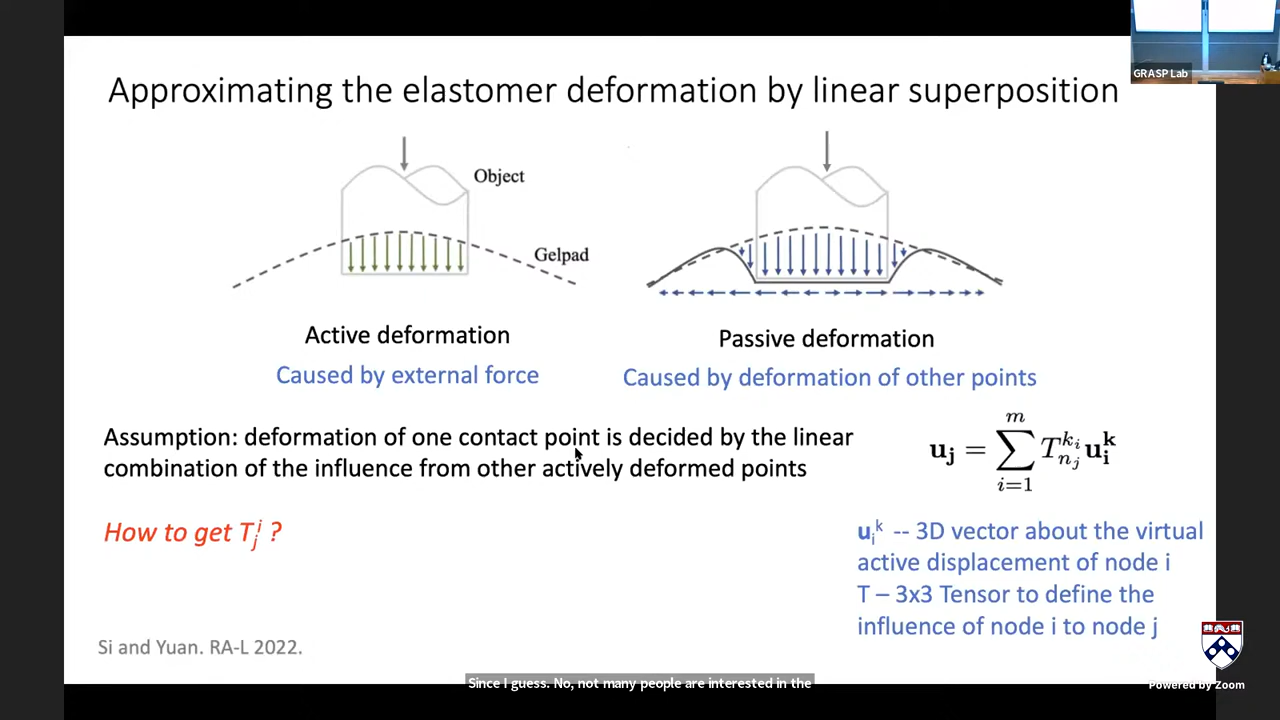 GRASP Lab
Approximating the elastomer deformation by linear superposition
Object
Gelpad
Active deformation
Caused by external force
Passive deformation
Caused by deformation of other points
Assumption: deformation of one contact point is decided by the linear
combination of the influence from other actively deformed points
u_j = \sum_{i=1}^{m} T_{n_j}^{k_i} u_i^k
How to get T_j^i ?
u_i^k -- 3D vector about the virtual
active displacement of node i
T – 3x3 Tensor to define the
influence of node i to node j
Si and Yuan. RA-L 2022.
Since I guess. No, not many people are interested in the
Powered by Zoom